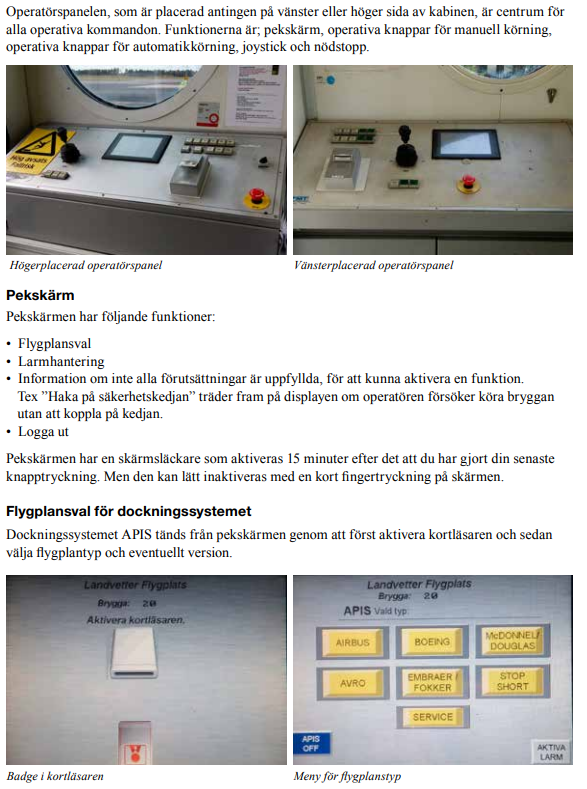 Operatörspanelen, som är placerad antingen på vänster eller höger sida av kabinen, är centrum för
alla operativa kommandon. Funktionerna är; pekskärm, operativa knappar för manuell körning,
operativa knappar för automatikkörning, joystick och nödstopp.
Hög avsats
Fallrisk
Högerplacerad operatörspanel
Vänsterplacerad operatörspanel
Pekskärm
Pekskärmen har följande funktioner:
• Flygplansval
• Larmhantering
• Information om inte alla förutsättningar är uppfyllda, för att kunna aktivera en funktion.
Tex ”Haka på säkerhetskedjan” träder fram på displayen om operatören försöker köra bryggan
utan att koppla på kedjan.
• Logga ut
Pekskärmen har en skärmsläckare som aktiveras 15 minuter efter det att du har gjort din senaste
knapptryckning. Men den kan lätt inaktiveras med en kort fingertryckning på skärmen.
Flygplansval för dockningssystemet
Dockningssystemet APIS tänds från pekskärmen genom att först aktivera kortläsaren och sedan
välja flygplantyp och eventuellt version.
Landvetter Flygplats
Brygga: 20
Aktivera kortläsaren.
Landvetter Flygplats
Brygga: 20
APIS Vald typ:
AIRBUS
BOEING
McDONNEL/
DOUGLAS
AVRO
EMBRAER /
FOKKER
STOP
SHORT
SERVICE
APIS
OFF
AKTIVA
LARM
Badge i kortläsaren
Meny för flygplanstyp